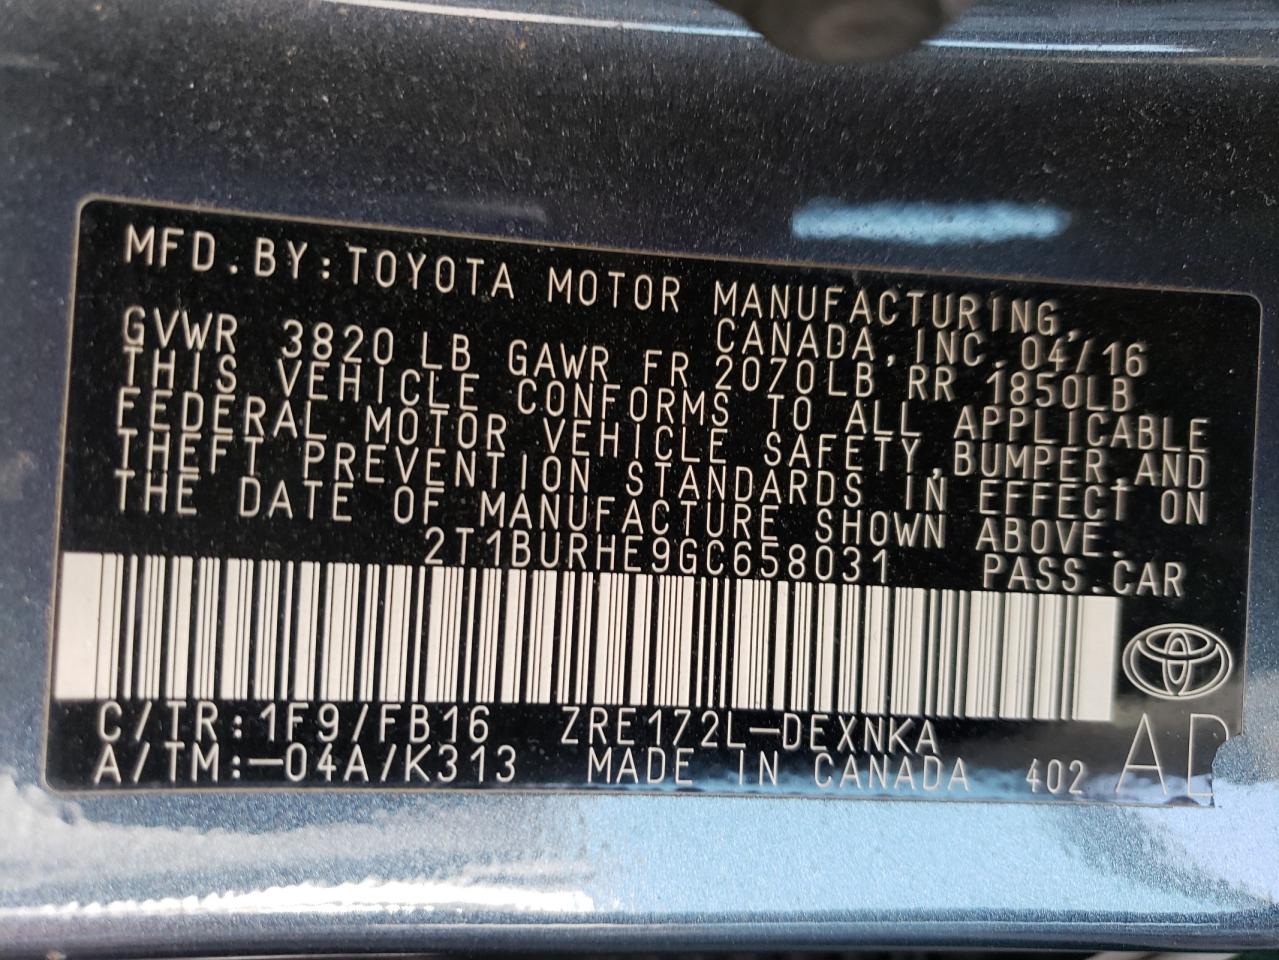 MFD.BY:TOYOTA MOTOR MANUFACTURING,
CANADA,INC.04/16
GVWR 3820 LB GAWR FR 2070LB RR 1850LB
THIS VEHICLE CONFORMS TO ALL APPLICABLE
FEDERAL MOTOR VEHICLE SAFETY,BUMPER,AND
THEFT PREVENTION STANDARDS IN EFFECT ON
THE DATE OF MANUFACTURE SHOWN ABOVE.
2T1BURHE9GC658031 PASS.CAR
C/TR:1F9/FB16 ZRE172L-DEXNKA
A/TM:-04A/K313 MADE IN CANADA 402